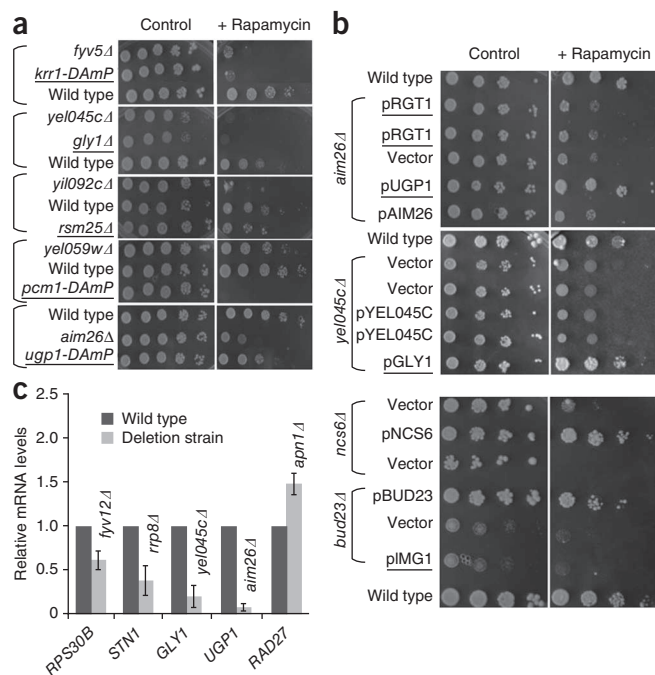 a
Control
+ Rapamycin
fyv5Δ
krr1-DAmP
Wild type
yel045cΔ
gly1Δ
Wild type
yil092cΔ
Wild type
rsm25Δ
yel059wΔ
Wild type
pcm1-DAmP
Wild type
aim26Δ
ugp1-DAmP
b
Control
+ Rapamycin
Wild type
aim26Δ
pRGT1
pRGT1
Vector
pUGP1
pAIM26
Wild type
yel045cΔ
Vector
Vector
pYEL045C
pYEL045C
pGLY1
ncs6Δ
Vector
pNCS6
Vector
bud23Δ
pBUD23
Vector
pIMG1
Wild type
c
Relative mRNA levels
2.5
2.0
1.5
1.0
0.5
0
Wild type
Deletion strain
fyv12Δ
rrp8Δ
yel045cΔ
aim26Δ
apn1Δ
RPS30B
STN1
GLY1
UGP1
RAD27